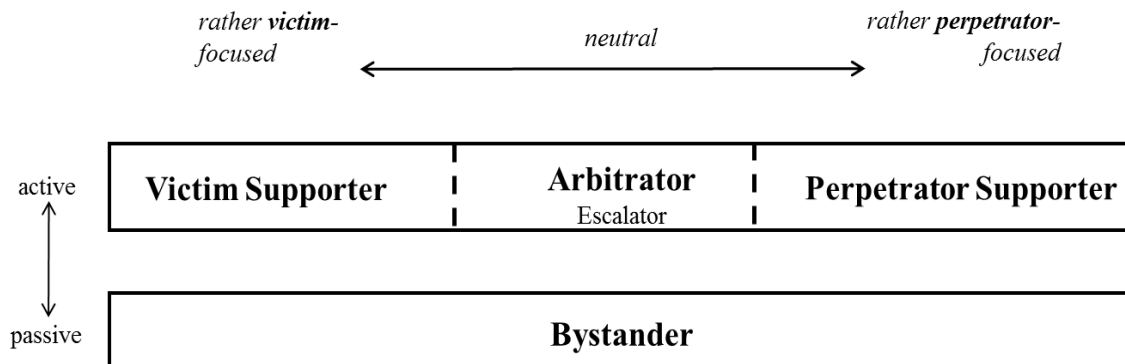 rather victim-
focused
neutral
rather perpetrator-
focused
active
Victim Supporter
Arbitrator
Escalator
Perpetrator Supporter
passive
Bystander